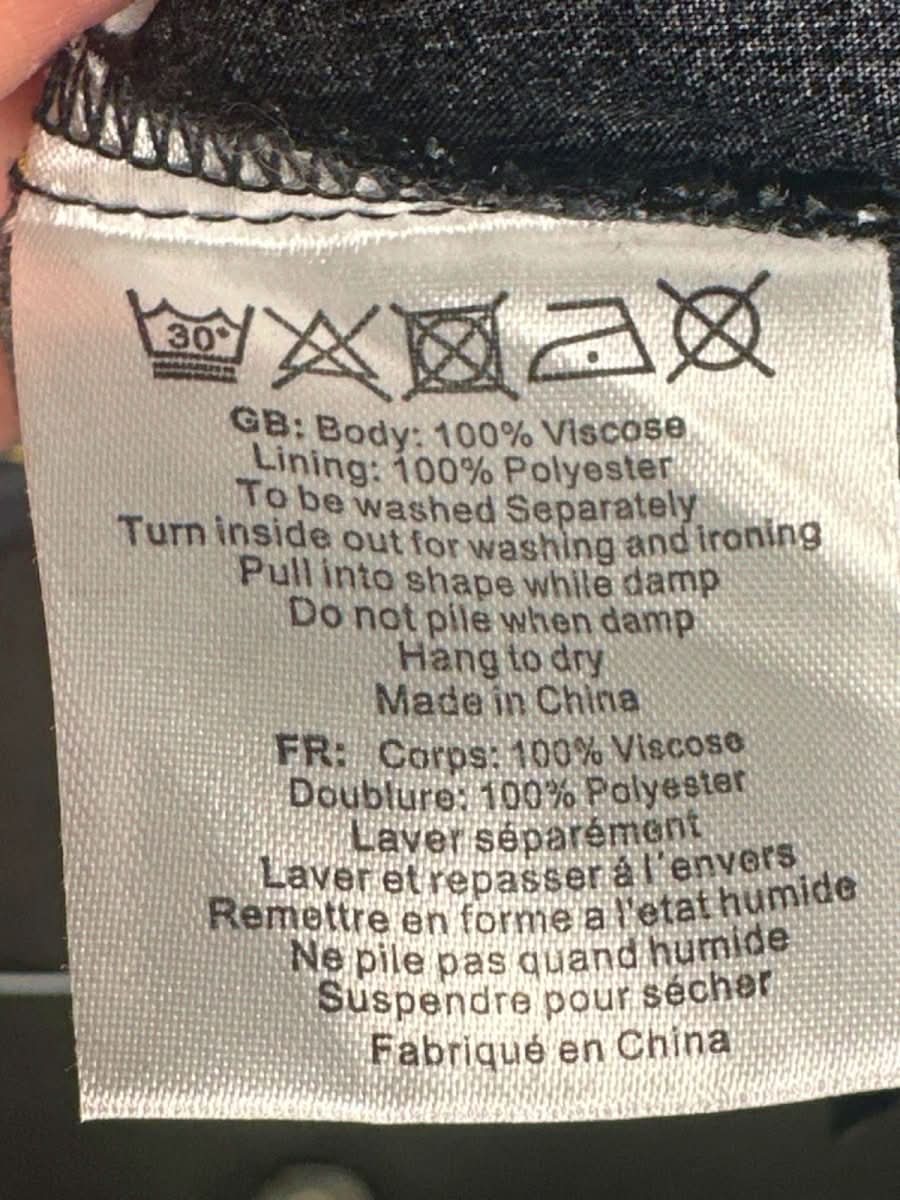 30°
GB: Body: 100% Viscose
Lining: 100% Polyester
To be washed Separately
Turn inside out for washing and ironing
Pull into shape while damp
Do not pile when damp
Hang to dry
Made in China
FR: Corps: 100% Viscose
Doublure: 100% Polyester
Laver séparément
Laver et repasser á l'envers
Remettre en forme a l'etat humide
Ne pile pas quand humide
Suspendre pour sécher
Fabriqué en China